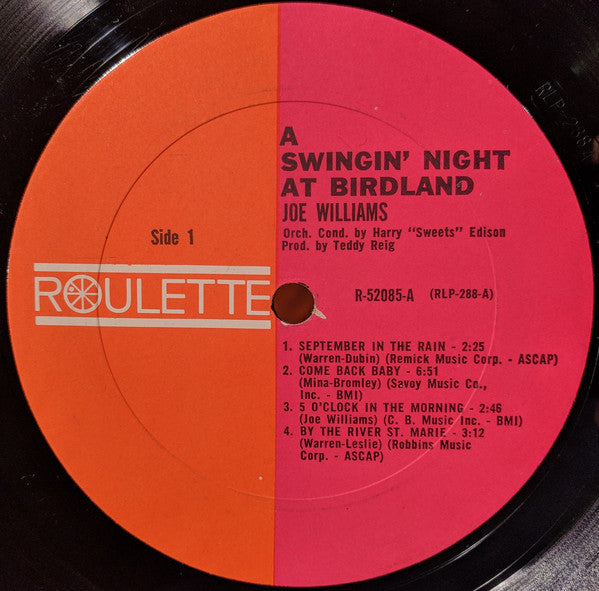 A
SWINGIN' NIGHT
AT BIRDLAND
JOE WILLIAMS
Orch. Cond. by Harry "Sweets" Edison
Prod. by Teddy Reig
Side 1
ROULETTE
R-52085-A (RLP-288-A)
1. SEPTEMBER IN THE RAIN - 2:25
(Warren-Dubin) (Remick Music Corp. - ASCAP)
2. COME BACK BABY - 6:51
(Mina-Bromley) (Savoy Music Co.,
Inc. - BMI)
3. 5 O'CLOCK IN THE MORNING - 2:46
(Joe Williams) (C. B. Music Inc. - BMI)
4. BY THE RIVER ST. MARIE - 3:12
(Warren-Leslie) (Robbins Music
Corp. - ASCAP)
RLP-288